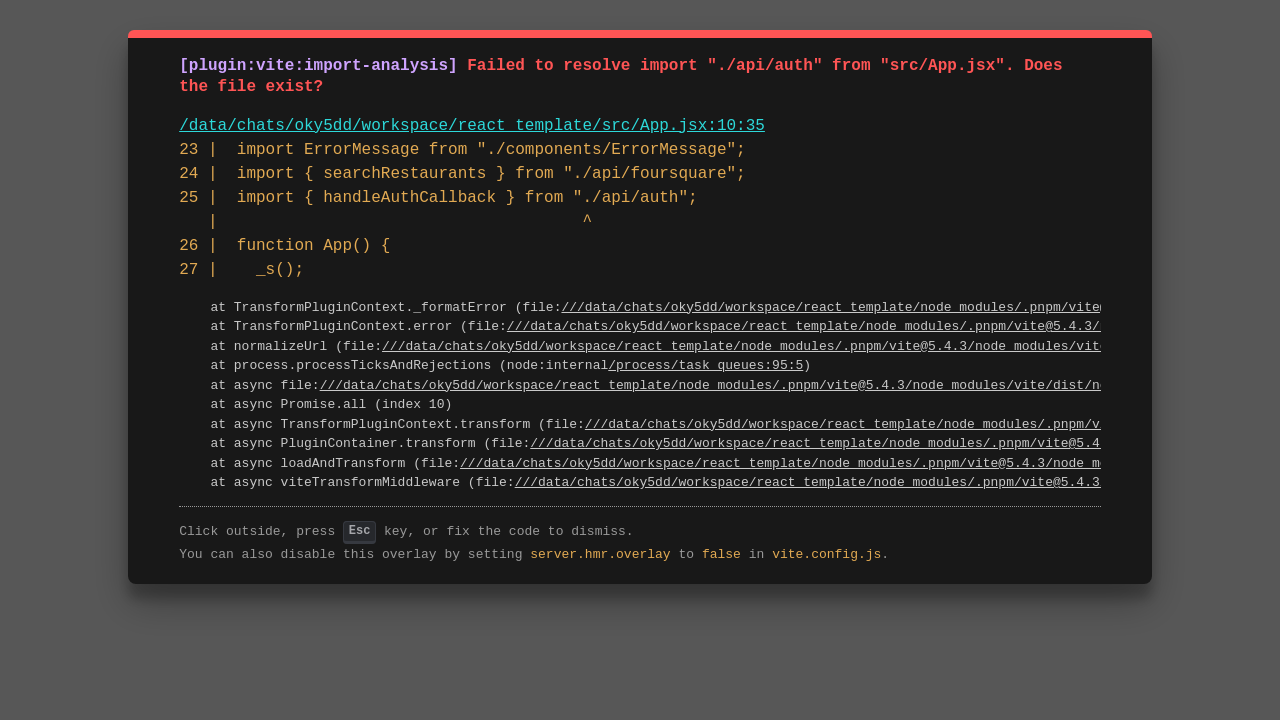 [plugin:vite:import-analysis] Failed to resolve import "./api/auth" from "src/App.jsx". Does
the file exist?
/data/chats/oky5dd/workspace/react_template/src/App.jsx:10:35
23 |  import ErrorMessage from "./components/ErrorMessage";
24 |  import { searchRestaurants } from "./api/foursquare";
25 |  import { handleAuthCallback } from "./api/auth";
   |                                      ^
26 |  function App() {
27 |    _s();
    at TransformPluginContext._formatError (file:///data/chats/oky5dd/workspace/react_template/node_modules/.pnpm/vite@
    at TransformPluginContext.error (file:///data/chats/oky5dd/workspace/react_template/node_modules/.pnpm/vite@5.4.3/
    at normalizeUrl (file:///data/chats/oky5dd/workspace/react_template/node_modules/.pnpm/vite@5.4.3/node_modules/vit
    at process.processTicksAndRejections (node:internal/process/task_queues:95:5)
    at async file:///data/chats/oky5dd/workspace/react_template/node_modules/.pnpm/vite@5.4.3/node_modules/vite/dist/n
    at async Promise.all (index 10)
    at async TransformPluginContext.transform (file:///data/chats/oky5dd/workspace/react_template/node_modules/.pnpm/v
    at async PluginContainer.transform (file:///data/chats/oky5dd/workspace/react_template/node_modules/.pnpm/vite@5.4
    at async loadAndTransform (file:///data/chats/oky5dd/workspace/react_template/node_modules/.pnpm/vite@5.4.3/node_m
    at async viteTransformMiddleware (file:///data/chats/oky5dd/workspace/react_template/node_modules/.pnpm/vite@5.4.3
Click outside, press Esc key, or fix the code to dismiss.
You can also disable this overlay by setting server.hmr.overlay to false in vite.config.js.